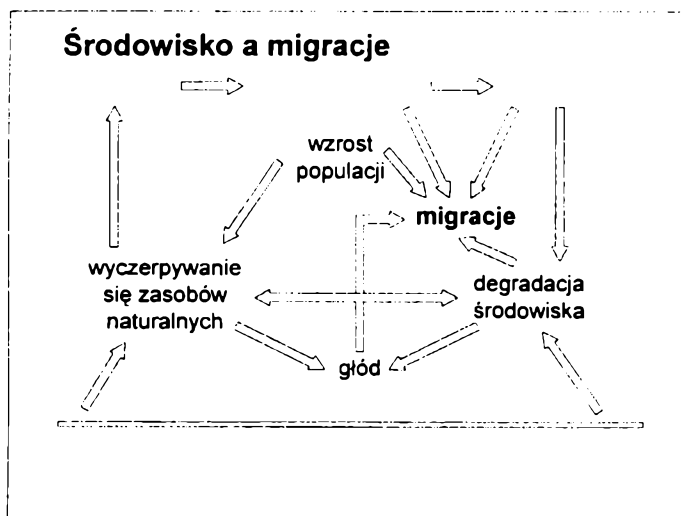 Środowisko a migracje
wzrost
populacji
migracje
wyczerpywanie
się zasobów
naturalnych
degradacja
środowiska
głód